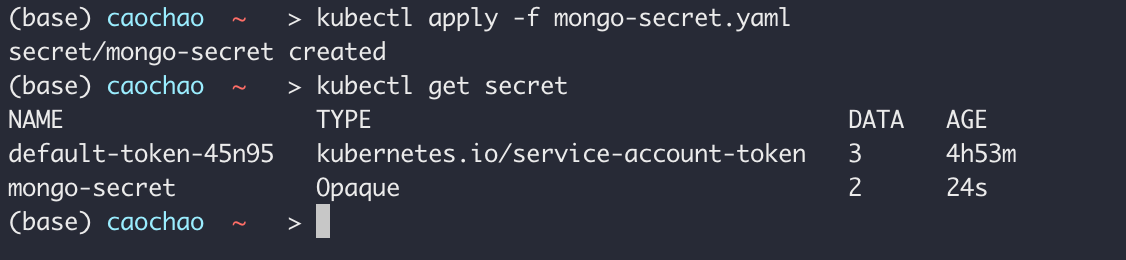 (base) caochao ~ > kubectl apply -f mongo-secret.yaml
secret/mongo-secret created
(base) caochao ~ > kubectl get secret
NAME TYPE DATA AGE
default-token-45n95 kubernetes.io/service-account-token 3 4h53m
mongo-secret Opaque 2 24s
(base) caochao ~ >